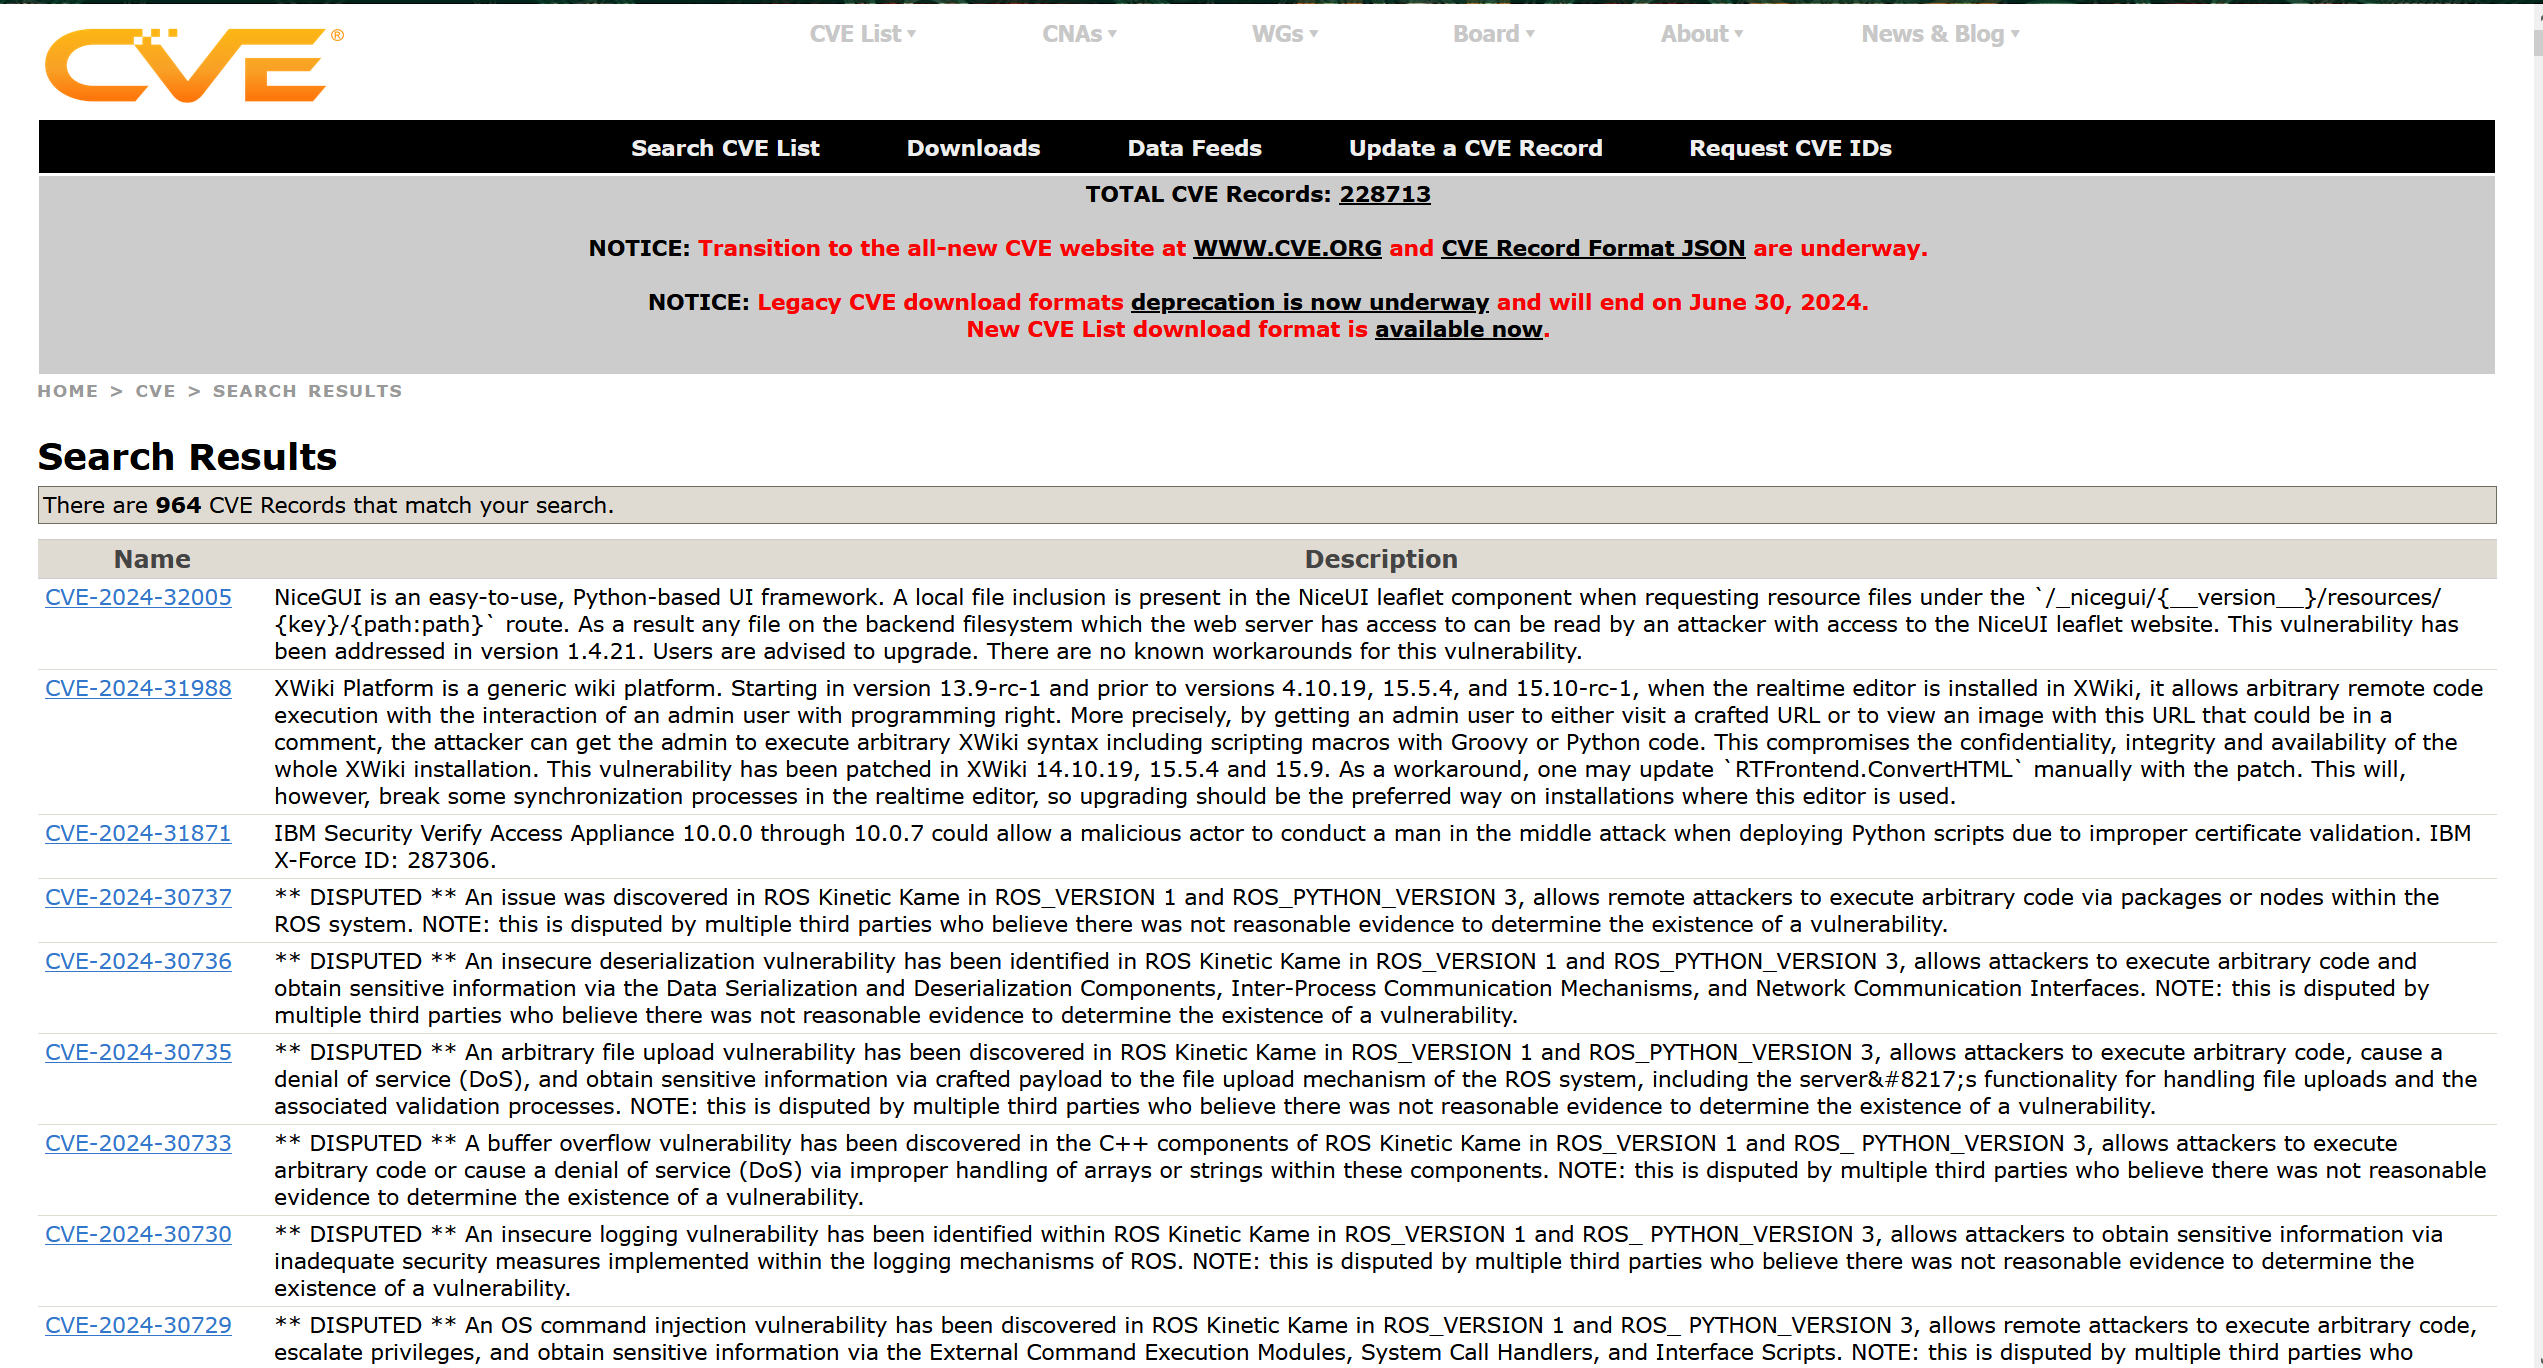 CVE®
CVE List▼ CNAs▼ WGs▼ Board▼ About▼ News & Blog▼
Search CVE List Downloads Data Feeds Update a CVE Record Request CVE IDs
TOTAL CVE Records: 228713
NOTICE: Transition to the all-new CVE website at WWW.CVE.ORG and CVE Record Format JSON are underway.
NOTICE: Legacy CVE download formats deprecation is now underway and will end on June 30, 2024.
New CVE List download format is available now.
HOME > CVE > SEARCH RESULTS
Search Results
There are 964 CVE Records that match your search.
Name Description
CVE-2024-32005 NiceGUI is an easy-to-use, Python-based UI framework. A local file inclusion is present in the NiceUI leaflet component when requesting resource files under the `/_nicegui/{__version__}/resources/
{key}/{path:path}` route. As a result any file on the backend filesystem which the web server has access to can be read by an attacker with access to the NiceUI leaflet website. This vulnerability has
been addressed in version 1.4.21. Users are advised to upgrade. There are no known workarounds for this vulnerability.
CVE-2024-31988 XWiki Platform is a generic wiki platform. Starting in version 13.9-rc-1 and prior to versions 4.10.19, 15.5.4, and 15.10-rc-1, when the realtime editor is installed in XWiki, it allows arbitrary remote code
execution with the interaction of an admin user with programming right. More precisely, by getting an admin user to either visit a crafted URL or to view an image with this URL that could be in a
comment, the attacker can get the admin to execute arbitrary XWiki syntax including scripting macros with Groovy or Python code. This compromises the confidentiality, integrity and availability of the
whole XWiki installation. This vulnerability has been patched in XWiki 14.10.19, 15.5.4 and 15.9. As a workaround, one may update `RTFrontend.ConvertHTML` manually with the patch. This will,
however, break some synchronization processes in the realtime editor, so upgrading should be the preferred way on installations where this editor is used.
CVE-2024-31871 IBM Security Verify Access Appliance 10.0.0 through 10.0.7 could allow a malicious actor to conduct a man in the middle attack when deploying Python scripts due to improper certificate validation. IBM
X-Force ID: 287306.
CVE-2024-30737 ** DISPUTED ** An issue was discovered in ROS Kinetic Kame in ROS_VERSION 1 and ROS_PYTHON_VERSION 3, allows remote attackers to execute arbitrary code via packages or nodes within the
ROS system. NOTE: this is disputed by multiple third parties who believe there was not reasonable evidence to determine the existence of a vulnerability.
CVE-2024-30736 ** DISPUTED ** An insecure deserialization vulnerability has been identified in ROS Kinetic Kame in ROS_VERSION 1 and ROS_PYTHON_VERSION 3, allows attackers to execute arbitrary code and
obtain sensitive information via the Data Serialization and Deserialization Components, Inter-Process Communication Mechanisms, and Network Communication Interfaces. NOTE: this is disputed by
multiple third parties who believe there was not reasonable evidence to determine the existence of a vulnerability.
CVE-2024-30735 ** DISPUTED ** An arbitrary file upload vulnerability has been discovered in ROS Kinetic Kame in ROS_VERSION 1 and ROS_PYTHON_VERSION 3, allows attackers to execute arbitrary code, cause a
denial of service (DoS), and obtain sensitive information via crafted payload to the file upload mechanism of the ROS system, including the server&#8217;s functionality for handling file uploads and the
associated validation processes. NOTE: this is disputed by multiple third parties who believe there was not reasonable evidence to determine the existence of a vulnerability.
CVE-2024-30733 ** DISPUTED ** A buffer overflow vulnerability has been discovered in the C++ components of ROS Kinetic Kame in ROS_VERSION 1 and ROS_ PYTHON_VERSION 3, allows attackers to execute
arbitrary code or cause a denial of service (DoS) via improper handling of arrays or strings within these components. NOTE: this is disputed by multiple third parties who believe there was not reasonable
evidence to determine the existence of a vulnerability.
CVE-2024-30730 ** DISPUTED ** An insecure logging vulnerability has been identified within ROS Kinetic Kame in ROS_VERSION 1 and ROS_ PYTHON_VERSION 3, allows attackers to obtain sensitive information via
inadequate security measures implemented within the logging mechanisms of ROS. NOTE: this is disputed by multiple third parties who believe there was not reasonable evidence to determine the
existence of a vulnerability.
CVE-2024-30729 ** DISPUTED ** An OS command injection vulnerability has been discovered in ROS Kinetic Kame in ROS_VERSION 1 and ROS_ PYTHON_VERSION 3, allows remote attackers to execute arbitrary code,
escalate privileges, and obtain sensitive information via the External Command Execution Modules, System Call Handlers, and Interface Scripts. NOTE: this is disputed by multiple third parties who